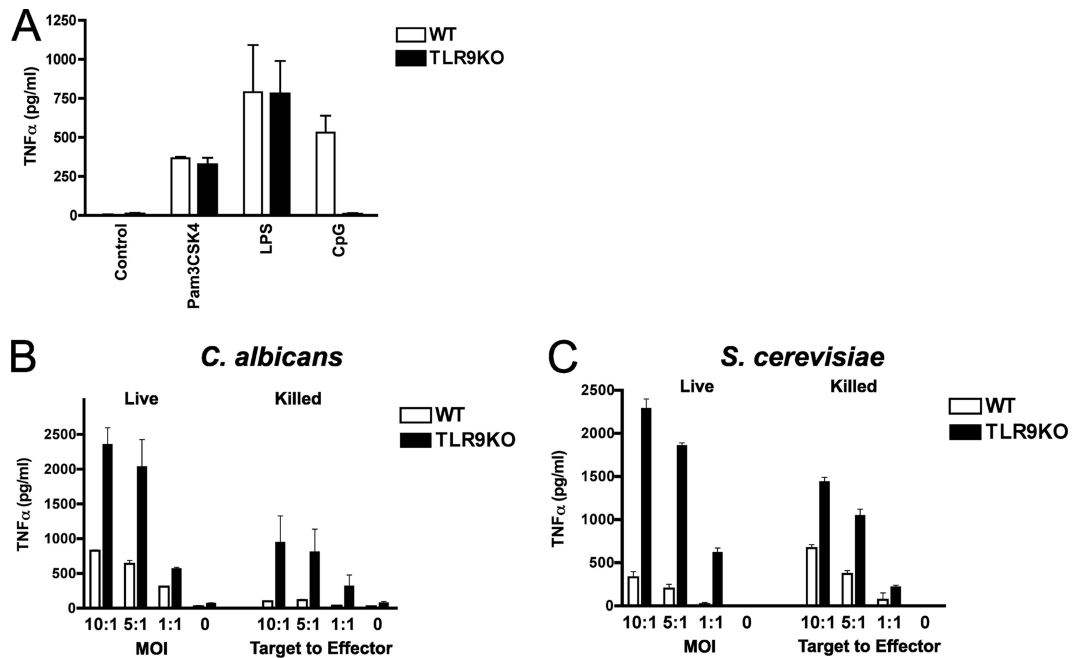 A
1250
1000
750
500
250
0
TNFα (pg/ml)
Control
Pam3CSK4
LPS
CpG
WT
TLR9KO
B
C. albicans
Live
Killed
WT
TLR9KO
2500
2000
1500
1000
500
0
TNFα (pg/ml)
10:1 5:1 1:1 0 10:1 5:1 1:1 0
MOI Target to Effector
C
S. cerevisiae
Live
Killed
WT
TLR9KO
2500
2000
1500
1000
500
0
TNFα (pg/ml)
10:1 5:1 1:1 0 10:1 5:1 1:1 0
MOI Target to Effector